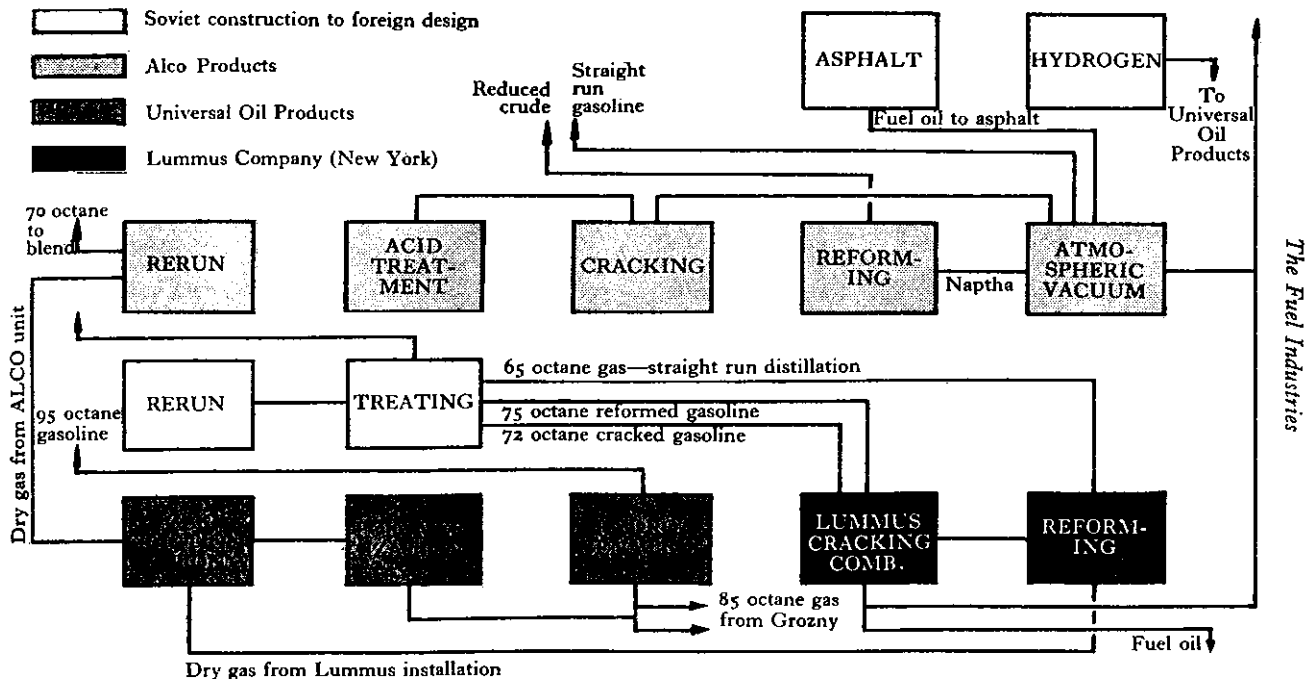 Soviet construction to foreign design
Alco Products
Universal Oil Products
Lummus Company (New York)
Reduced
crude
Straight
run
gasoline
ASPHALT
HYDROGEN
Fuel oil to asphalt
To
Universal
Oil
Products
70 octane
to
blend
RERUN
ACID
TREAT-
MENT
CRACKING
REFORM-
ING
Naptha
ATMO-
SPHERIC
VACUUM
The Fuel Industries
Dry gas from ALCO unit
95 octane
gasoline
RERUN
TREATING
65 octane gas—straight run distillation
75 octane reformed gasoline
72 octane cracked gasoline
LUMMUS
CRACKING
COMB.
REFORM-
ING
85 octane gas
from Grozny
Fuel oil
Dry gas from Lummus installation